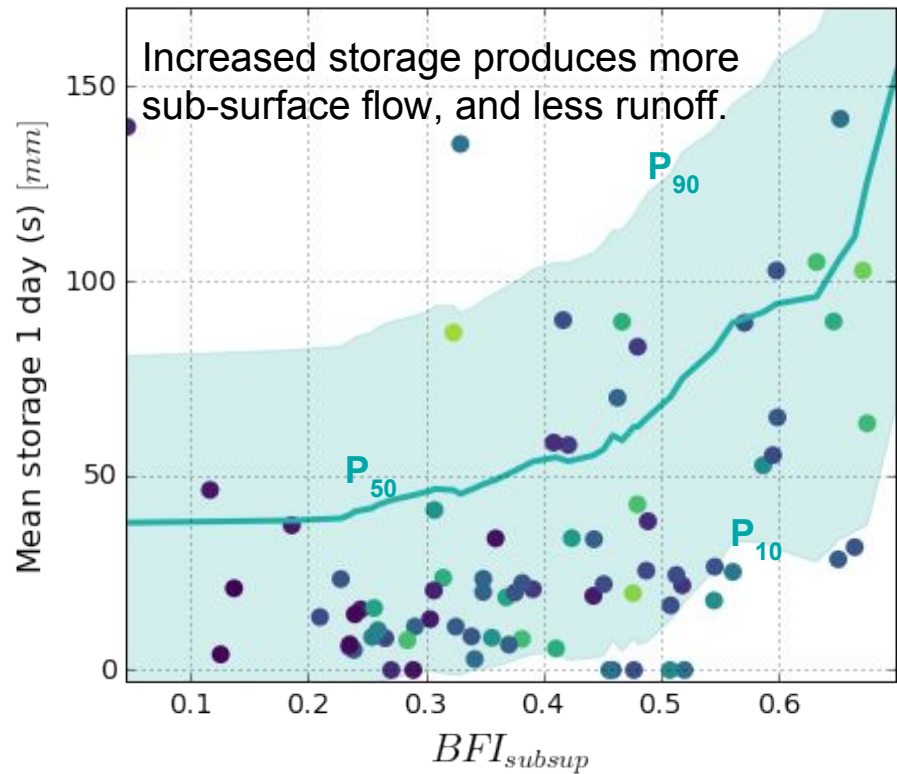 Increased storage produces more
sub-surface flow, and less runoff.
P90
P50
P10
Mean storage 1 day (s) [mm]
150
100
50
0
0.1 0.2 0.3 0.4 0.5 0.6
BFIsubsup